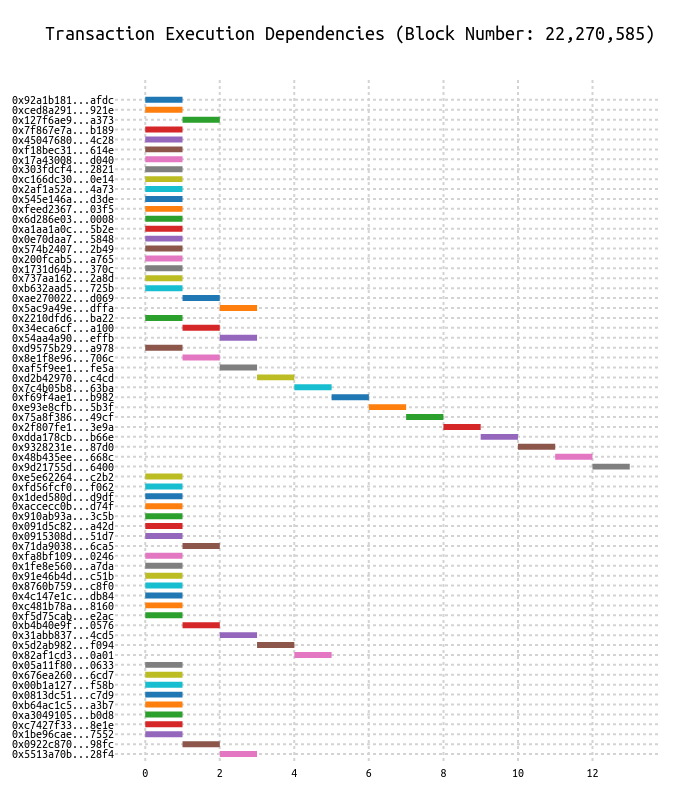 Transaction Execution Dependencies (Block Number: 22,270,585)
0x92a1b181...afdc
0xced8a291...921e
0x127f6ae9...a373
0x7f867e7a...b189
0x45047680...4c28
0xf18bec31...614e
0x17a43008...d040
0x303fdcf4...2821
0xc166dc30...0e14
0x2af1a52a...4a73
0x545e146a...d3de
0xfeed2367...03f5
0x6d286e03...0008
0xa1aa1a0c...5b2e
0x0e70daa7...5848
0x574b2407...2b49
0x200fcab5...a765
0x1731d64b...370c
0x737aa162...2a8d
0xb632aad5...725b
0xae270022...d069
0x5ac9a49e...dffa
0x2210dfd6...ba22
0x34eca6cf...a100
0x54aa4a90...effb
0xd9575b29...a978
0x8e1f8e96...706c
0xaf5f9ee1...fe5a
0xd2b42970...c4cd
0x7c4b05b8...63ba
0xf69f4ae1...b982
0xe93e8cfb...5b3f
0x75a8f386...49cf
0x2f807fe1...3e9a
0xdda178cb...b66e
0x9328231e...87d0
0x48b435ee...668c
0x9d21755d...6400
0xe5e62264...c2b2
0xfd56fcf0...f062
0x1ded580d...d9df
0xaccecc0b...d74f
0x910ab93a...3c5b
0x091d5c82...a42d
0x0915308d...51d7
0x71da9038...6ca5
0xfa8bf109...0246
0x1fe8e560...a7da
0x91e46b4d...c51b
0x8760b759...c8f0
0x4c147e1c...db84
0xc481b78a...8160
0xf5d75cab...e2ac
0xb4b40e9f...0576
0x31abb837...4cd5
0x5d2ab982...f094
0x82af1cd3...0a01
0x05a11f80...0633
0x676ea260...6cd7
0x00b1a127...f58b
0x0813dc51...c7d9
0xb64ac1c5...a3b7
0xa3049105...b0d8
0xc7427f33...8e1e
0x1be96cae...7552
0x0922c870...98fc
0x5513a70b...28f4
0 2 4 6 8 10 12